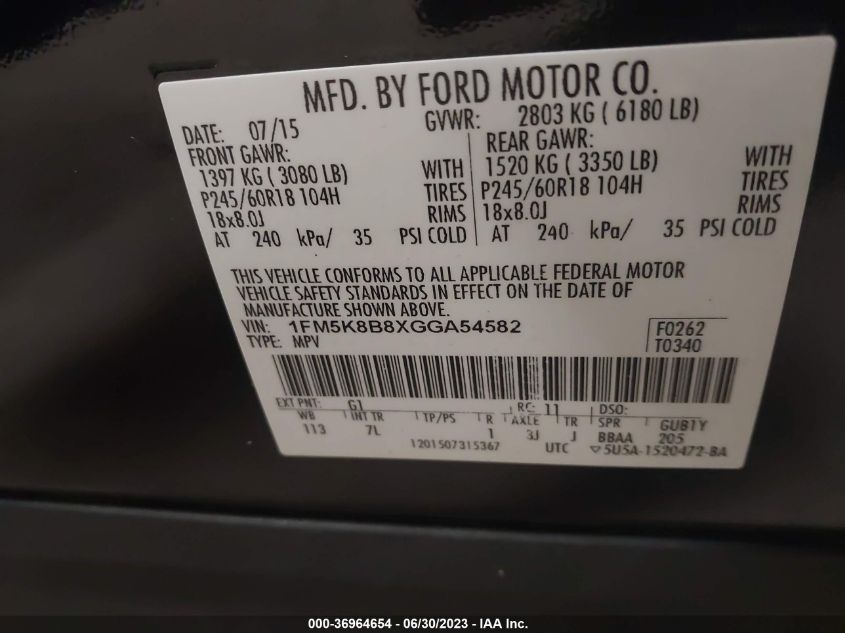 MFD. BY FORD MOTOR CO.
DATE: 07/15 GVWR: 2803 KG ( 6180 LB)
FRONT GAWR: REAR GAWR:
1397 KG ( 3080 LB) WITH 1520 KG ( 3350 LB) WITH
P245/60R18 104H TIRES P245/60R18 104H TIRES
18x8.0J RIMS 18x8.0J RIMS
AT 240 kPa/ 35 PSI COLD AT 240 kPa/ 35 PSI COLD
THIS VEHICLE CONFORMS TO ALL APPLICABLE FEDERAL MOTOR
VEHICLE SAFETY STANDARDS IN EFFECT ON THE DATE OF
MANUFACTURE SHOWN ABOVE.
VIN: 1FM5K8B8XGGA54582 F0262
TYPE: MPV T0340
EXT PNT: G1 RC: 11 DSO:
WB INT TR TP/PS R AXLE TR SPR GUB1Y
113 7L 1 3J J BBAA 205
1201507315367 UTC ▽5U5A-1520472-BA
000-36964654 - 06/30/2023 - IAA Inc.